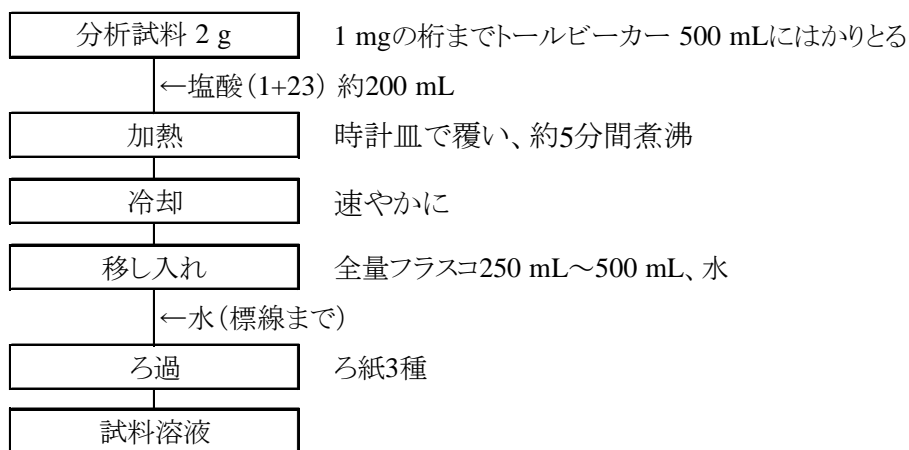 分析試料 2 g 1 mgの桁までトールビーカー 500 mLにはかりとる
←塩酸(1+23) 約200 mL
加熱 時計皿で覆い、約5分間煮沸
冷却 速やかに
移し入れ 全量フラスコ250 mL~500 mL、水
←水(標線まで)
ろ過 ろ紙3種
試料溶液